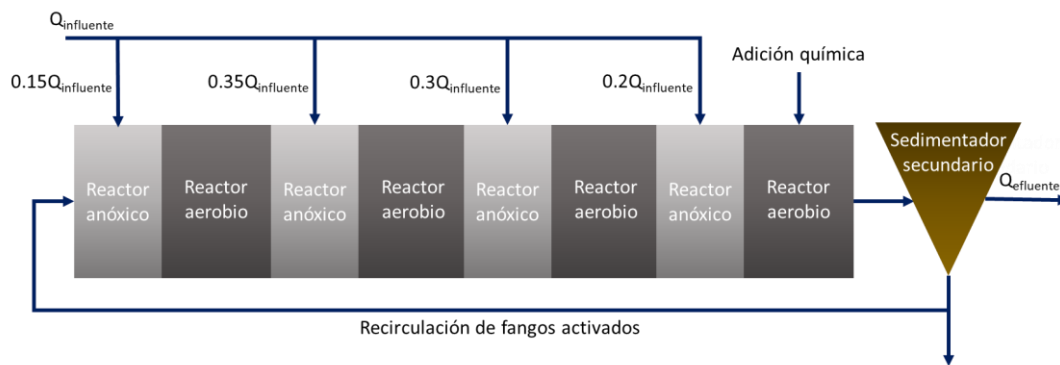 Qinfluente
Adición química
0.15Qinfluente
0.35Qinfluente
0.3Qinfluente
0.2Qinfluente
Sedimentador
secundario
Reactor
anóxico
Reactor
aerobio
Reactor
anóxico
Reactor
aerobio
Reactor
anóxico
Reactor
aerobio
Reactor
anóxico
Reactor
aerobio
Qefluente
Recirculación de fangos activados